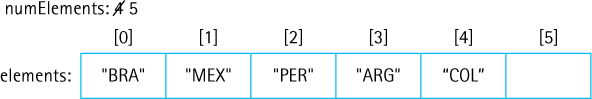 numElements: 4 5
[0] [1] [2] [3] [4] [5]
elements: "BRA" "MEX" "PER" "ARG" “COL”